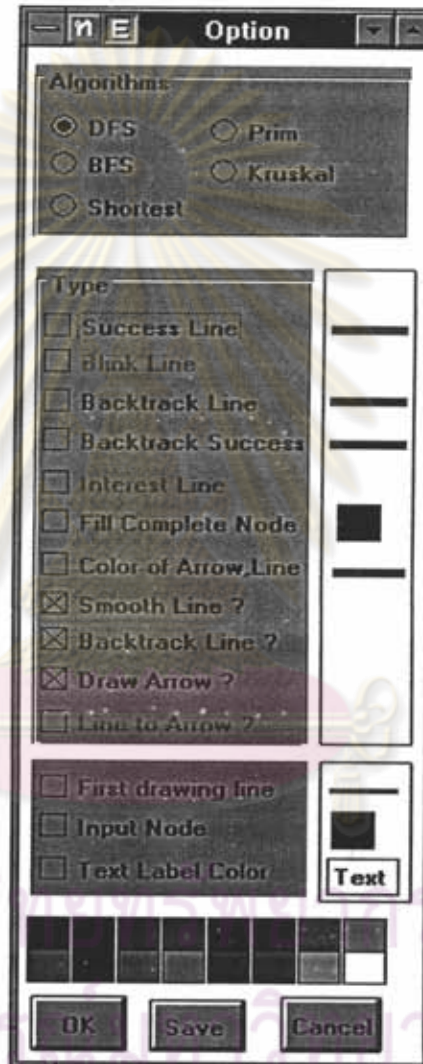 ก E Option
Algorithms
DFS Prim
BFS Kruskal
Shortest
Type
Success Line
Blink Line
Backtrack Line
Backtrack Success
Interest Line
Fill Complete Node
Color of Arrow,Line
Smooth Line ?
Backtrack Line ?
Draw Arrow ?
Line to Arrow ?
First drawing line
Input Node
Text Label Color Text
OK Save Cancel